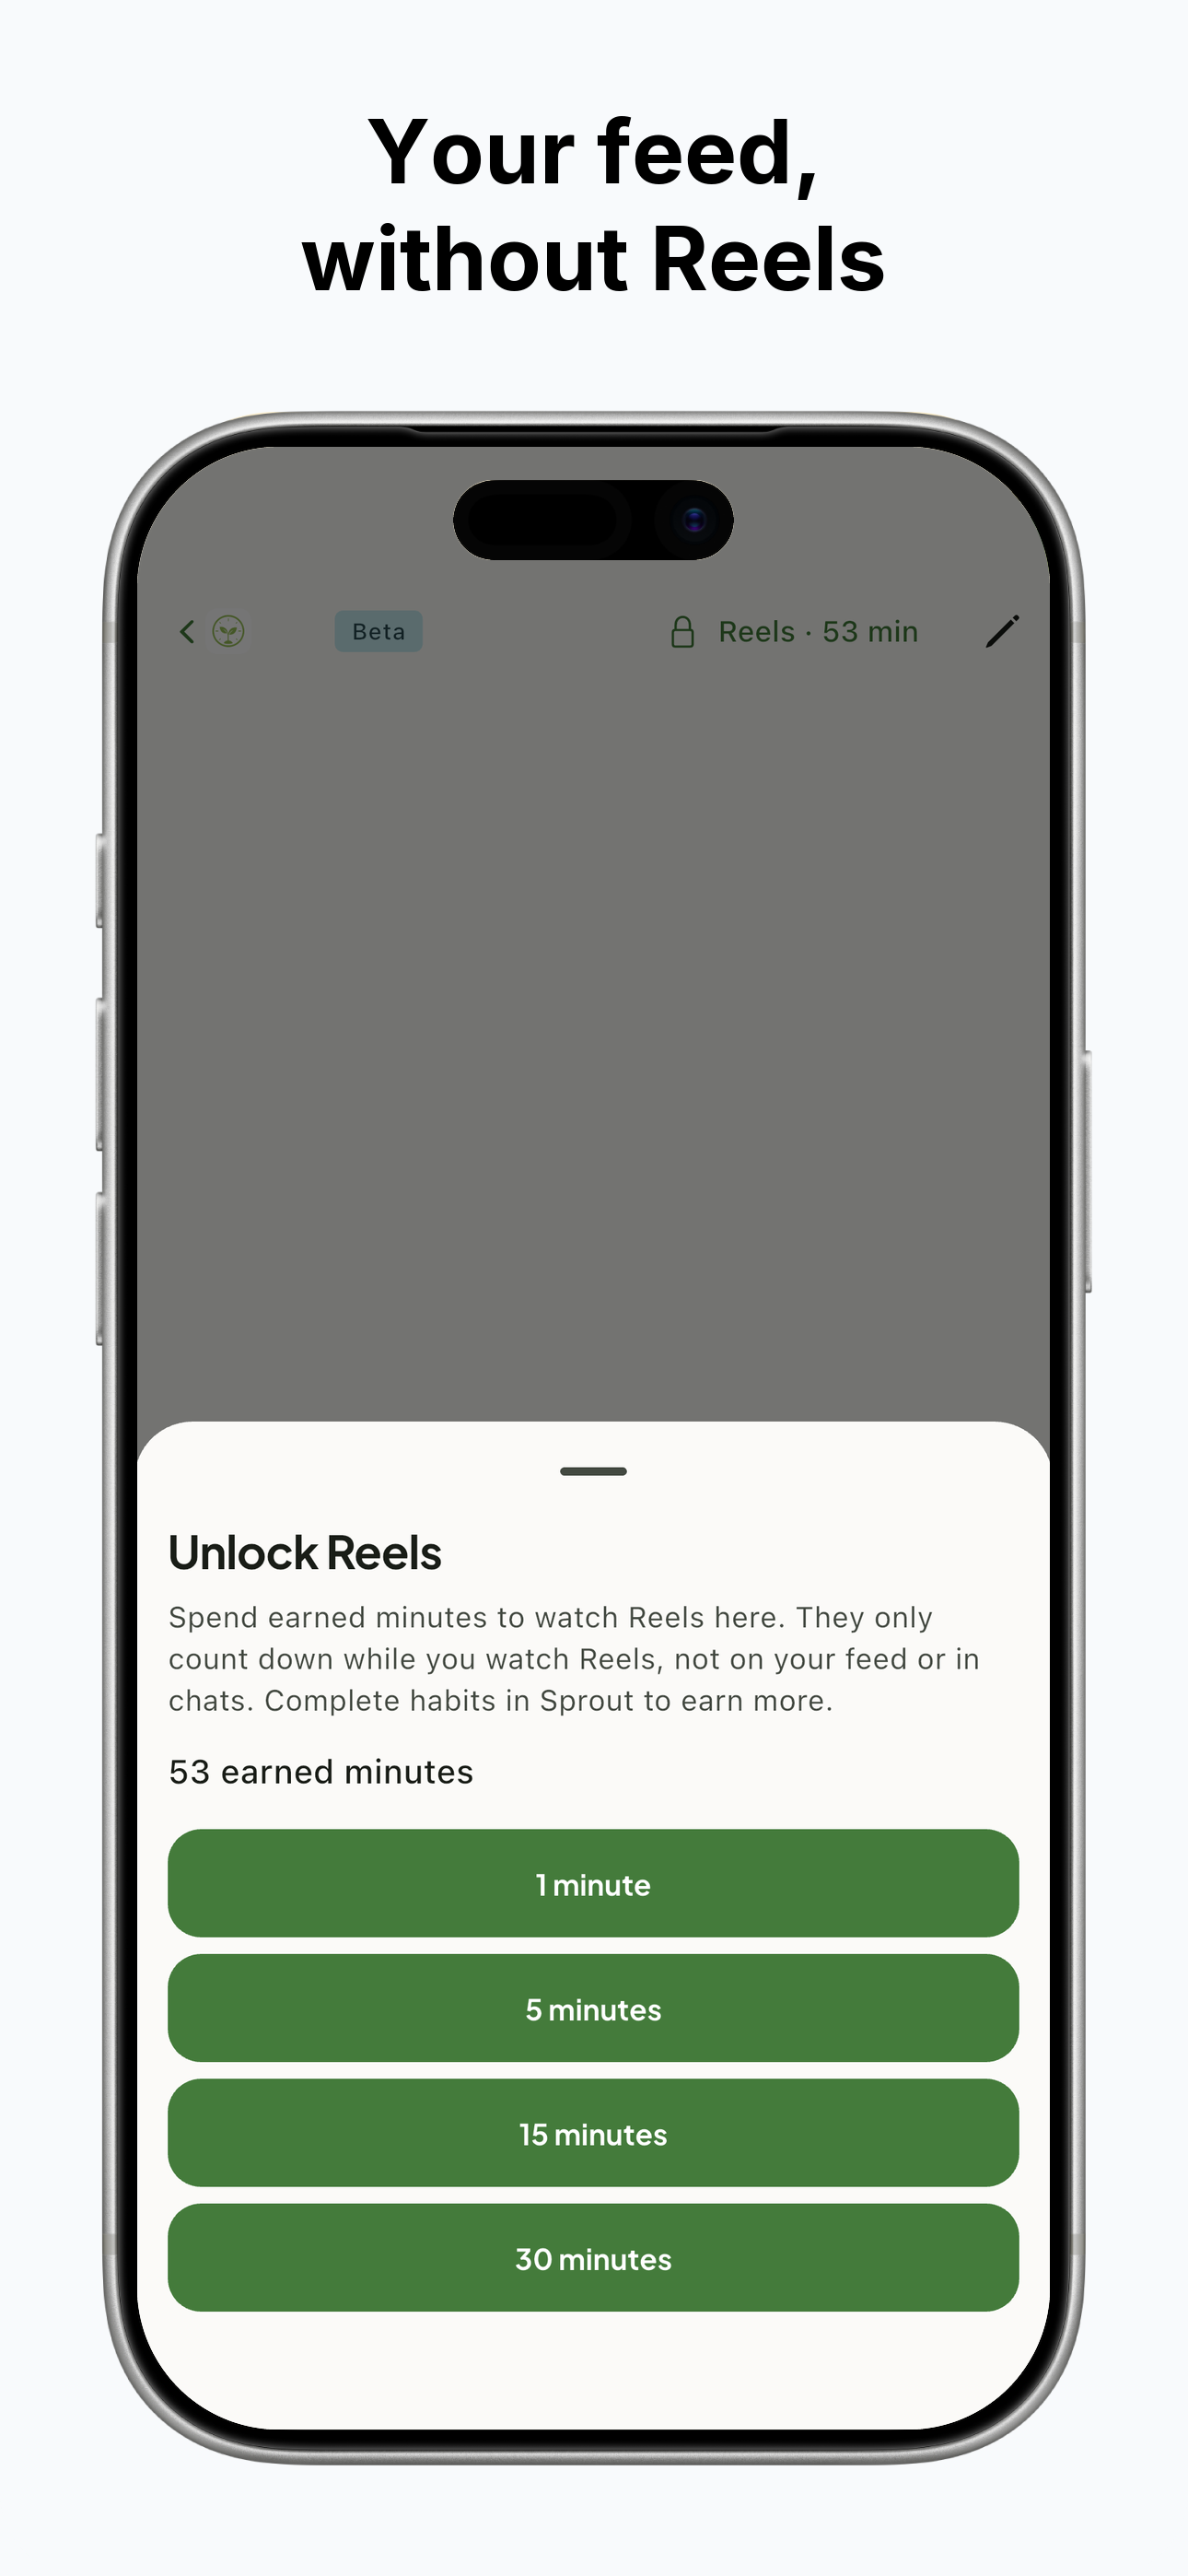 Your feed,
without Reels
Beta
Reels · 53 min
Unlock Reels
Spend earned minutes to watch Reels here. They only
count down while you watch Reels, not on your feed or in
chats. Complete habits in Sprout to earn more.
53 earned minutes
1 minute
5 minutes
15 minutes
30 minutes